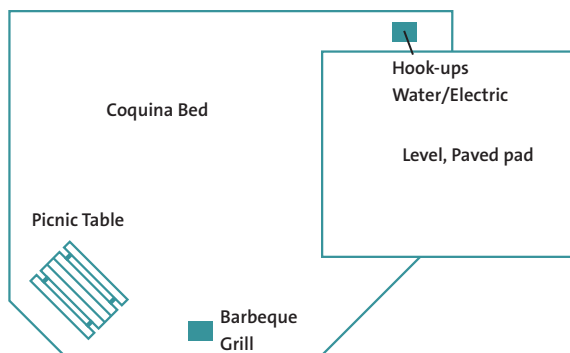 Hook-ups
Water/Electric
Coquina Bed
Level, Paved pad
Picnic Table
Barbeque
Grill